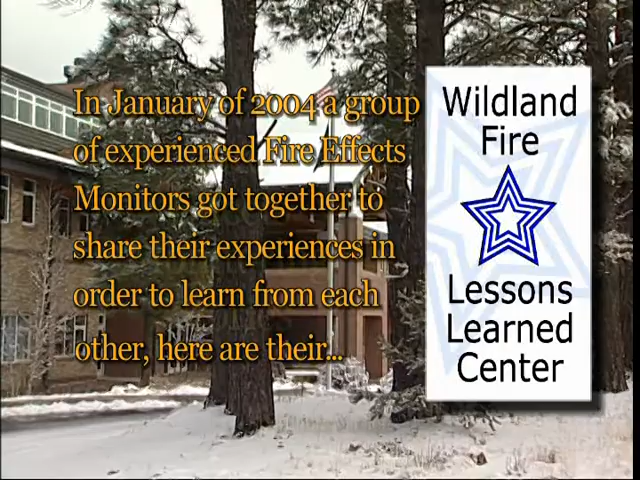 In January of 2004 a group
of experienced Fire Effects
Monitors got together to
share their experiences in
order to learn from each
other, here are their...
Wildland
Fire
Lessons
Learned
Center